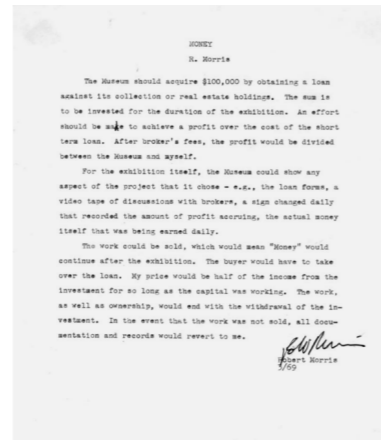 MONEY
R. Morris
The Museum should acquire $100,000 by obtaining a loan
against its collection or real estate holdings. The sum is
to be invested for the duration of the exhibition. An effort
should be made to achieve a profit over the cost of the short
term loan. After broker's fees, the profit would be divided
between the Museum and myself.
For the exhibition itself, the Museum could show any
aspect of the project that it chose - e.g., the loan forms, a
video tape of discussions with brokers, a sign changed daily
that recorded the amount of profit accruing, the actual money
itself that was being earned daily.
The work could be sold, which would mean "Money" would
continue after the exhibition. The buyer would have to take
over the loan. My price would be half of the income from the
investment for so long as the capital was working. The work,
as well as ownership, would end with the withdrawal of the in-
vestment. In the event that the work was not sold, all docu-
mentation and records would revert to me.
Robert Morris
3/69